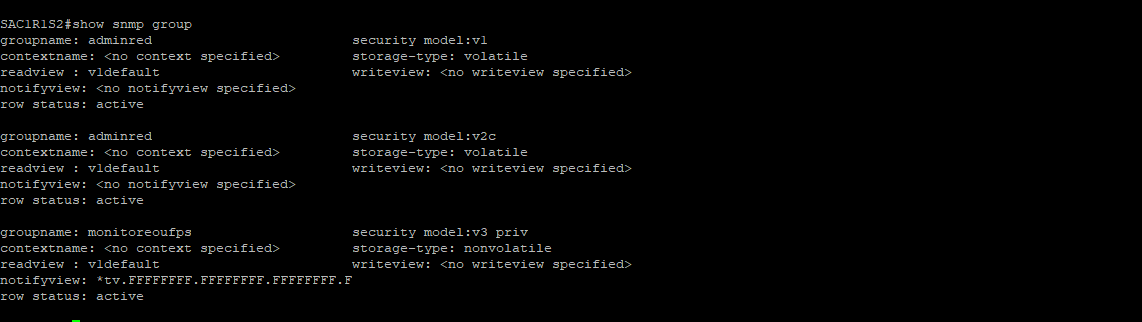 SAC1R1S2#show snmp group
groupname: adminred security model:v1
contextname: <no context specified> storage-type: volatile
readview : v1default writeview: <no writeview specified>
notifyview: <no notifyview specified>
row status: active
groupname: adminred security model:v2c
contextname: <no context specified> storage-type: volatile
readview : v1default writeview: <no writeview specified>
notifyview: <no notifyview specified>
row status: active
groupname: monitoreoufps security model:v3 priv
contextname: <no context specified> storage-type: nonvolatile
readview : v1default writeview: <no writeview specified>
notifyview: *tv.FFFFFFFF.FFFFFFFF.FFFFFFFF.F
row status: active